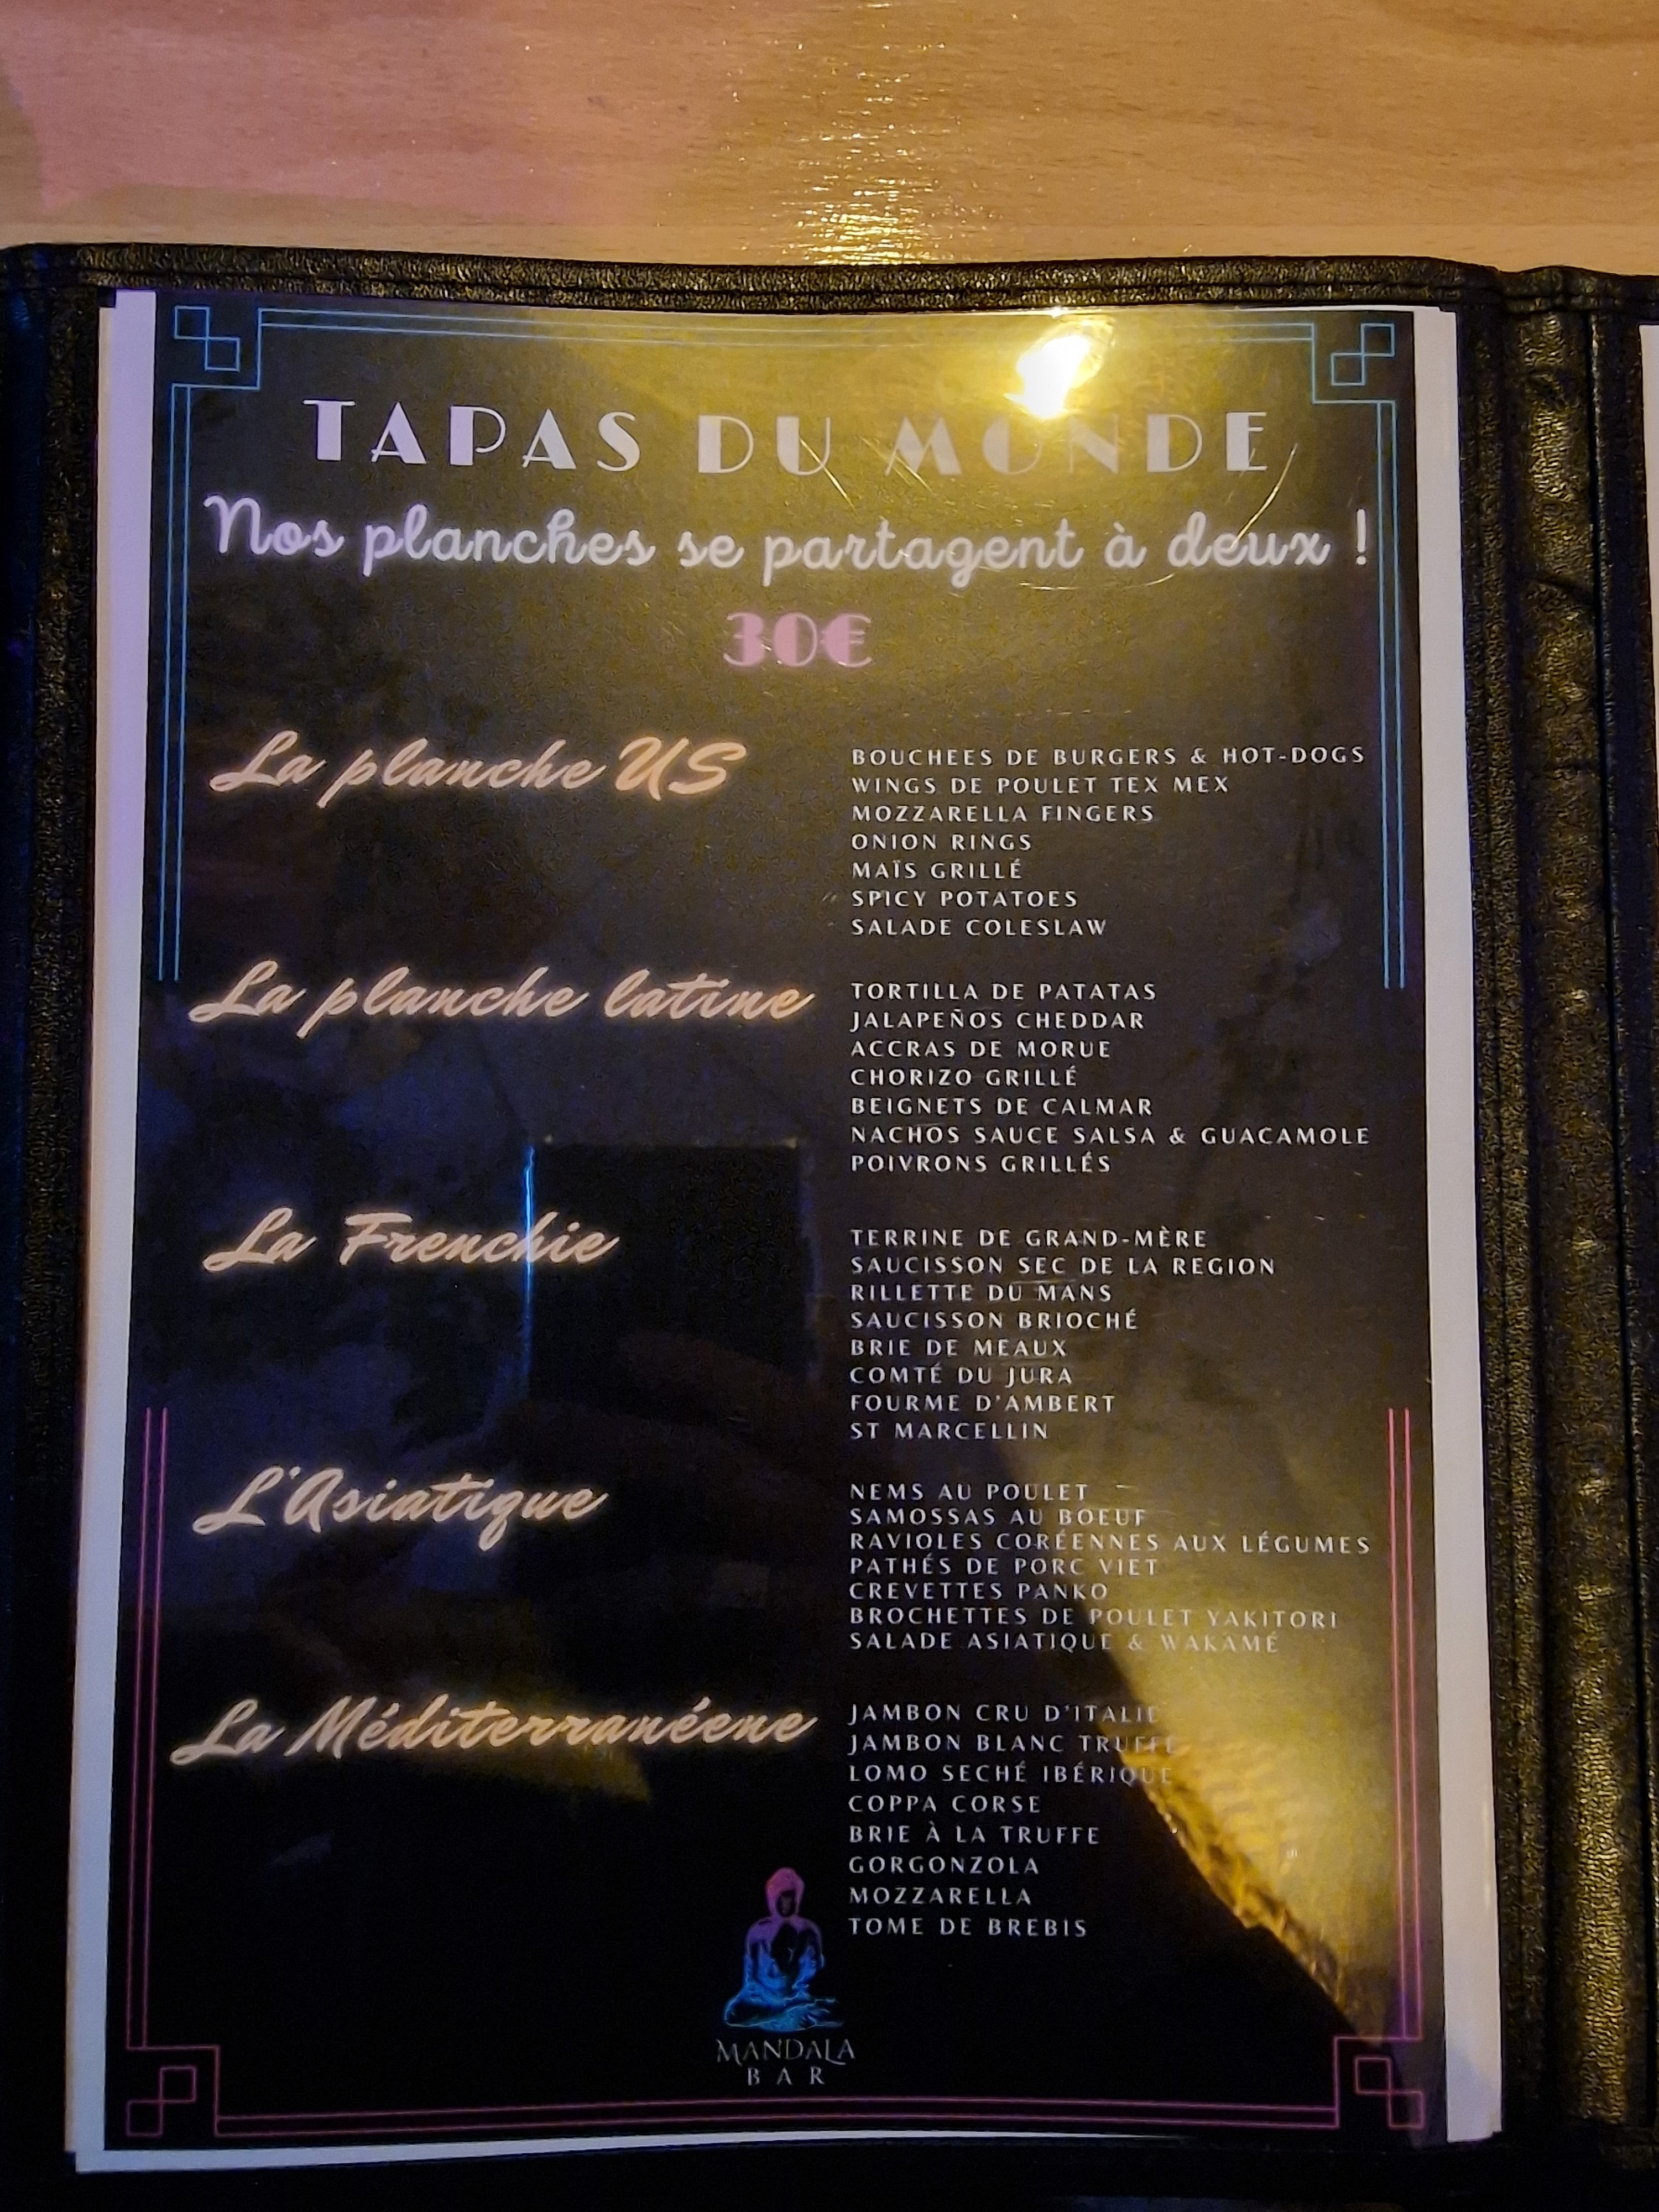 TAPAS DU MONDE
Nos planches se partagent à deux !
30€
La planche US
BOUCHEES DE BURGERS & HOT-DOGS
WINGS DE POULET TEX MEX
MOZZARELLA FINGERS
ONION RINGS
MAÏS GRILLÉ
SPICY POTATOES
SALADE COLESLAW
La planche latine
TORTILLA DE PATATAS
JALAPEÑOS CHEDDAR
ACCRAS DE MORUE
CHORIZO GRILLÉ
BEIGNETS DE CALMAR
NACHOS SAUCE SALSA & GUACAMOLE
POIVRONS GRILLÉS
La Frenchie
TERRINE DE GRAND-MÈRE
SAUCISSON SEC DE LA REGION
RILLETTE DU MANS
SAUCISSON BRIOCHÉ
BRIE DE MEAUX
COMTÉ DU JURA
FOURME D'AMBERT
ST MARCELLIN
L'Asiatique
NEMS AU POULET
SAMOSSAS AU BOEUF
RAVIOLES CORÉENNES AUX LÉGUMES
PATHÉS DE PORC VIET
CREVETTES PANKO
BROCHETTES DE POULET YAKITORI
SALADE ASIATIQUE & WAKAMÉ
La Méditerranéene
JAMBON CRU D'ITALIE
JAMBON BLANC TRUFFE
LOMO SECHÉ IBÉRIQUE
COPPA CORSE
BRIE À LA TRUFFE
GORGONZOLA
MOZZARELLA
TOME DE BREBIS
MANDALA
BAR